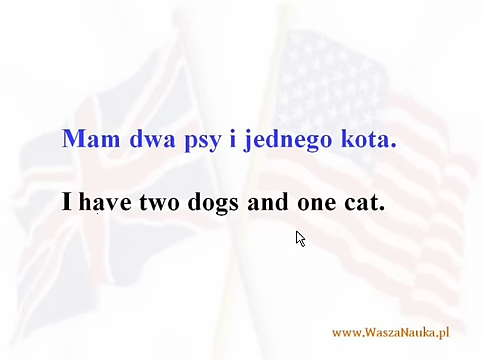 Mam dwa psy i jednego kota.
I have two dogs and one cat.
www.WaszaNauka.pl